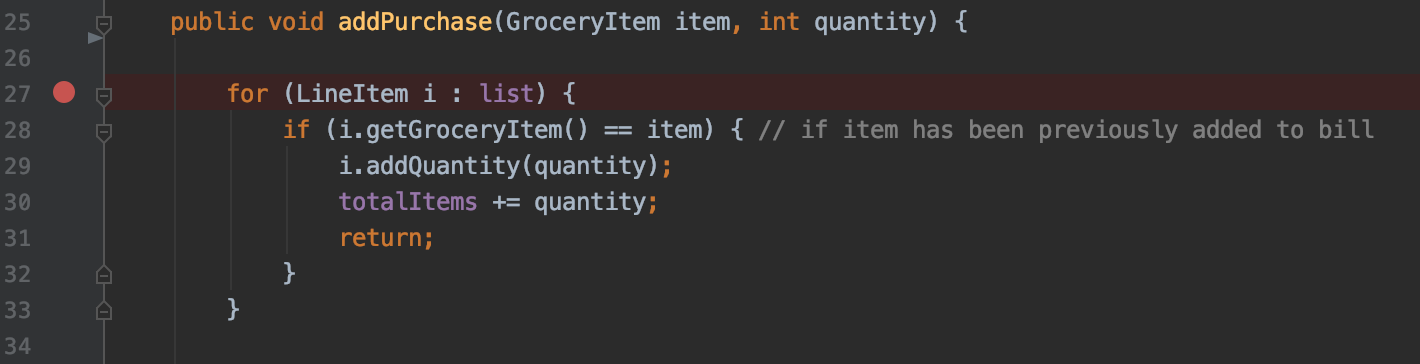 25 public void addPurchase(GroceryItem item, int quantity) {
26
27 for (LineItem i : list) {
28 if (i.getGroceryItem() == item) { // if item has been previously added to bill
29 i.addQuantity(quantity);
30 totalItems += quantity;
31 return;
32 }
33 }
34